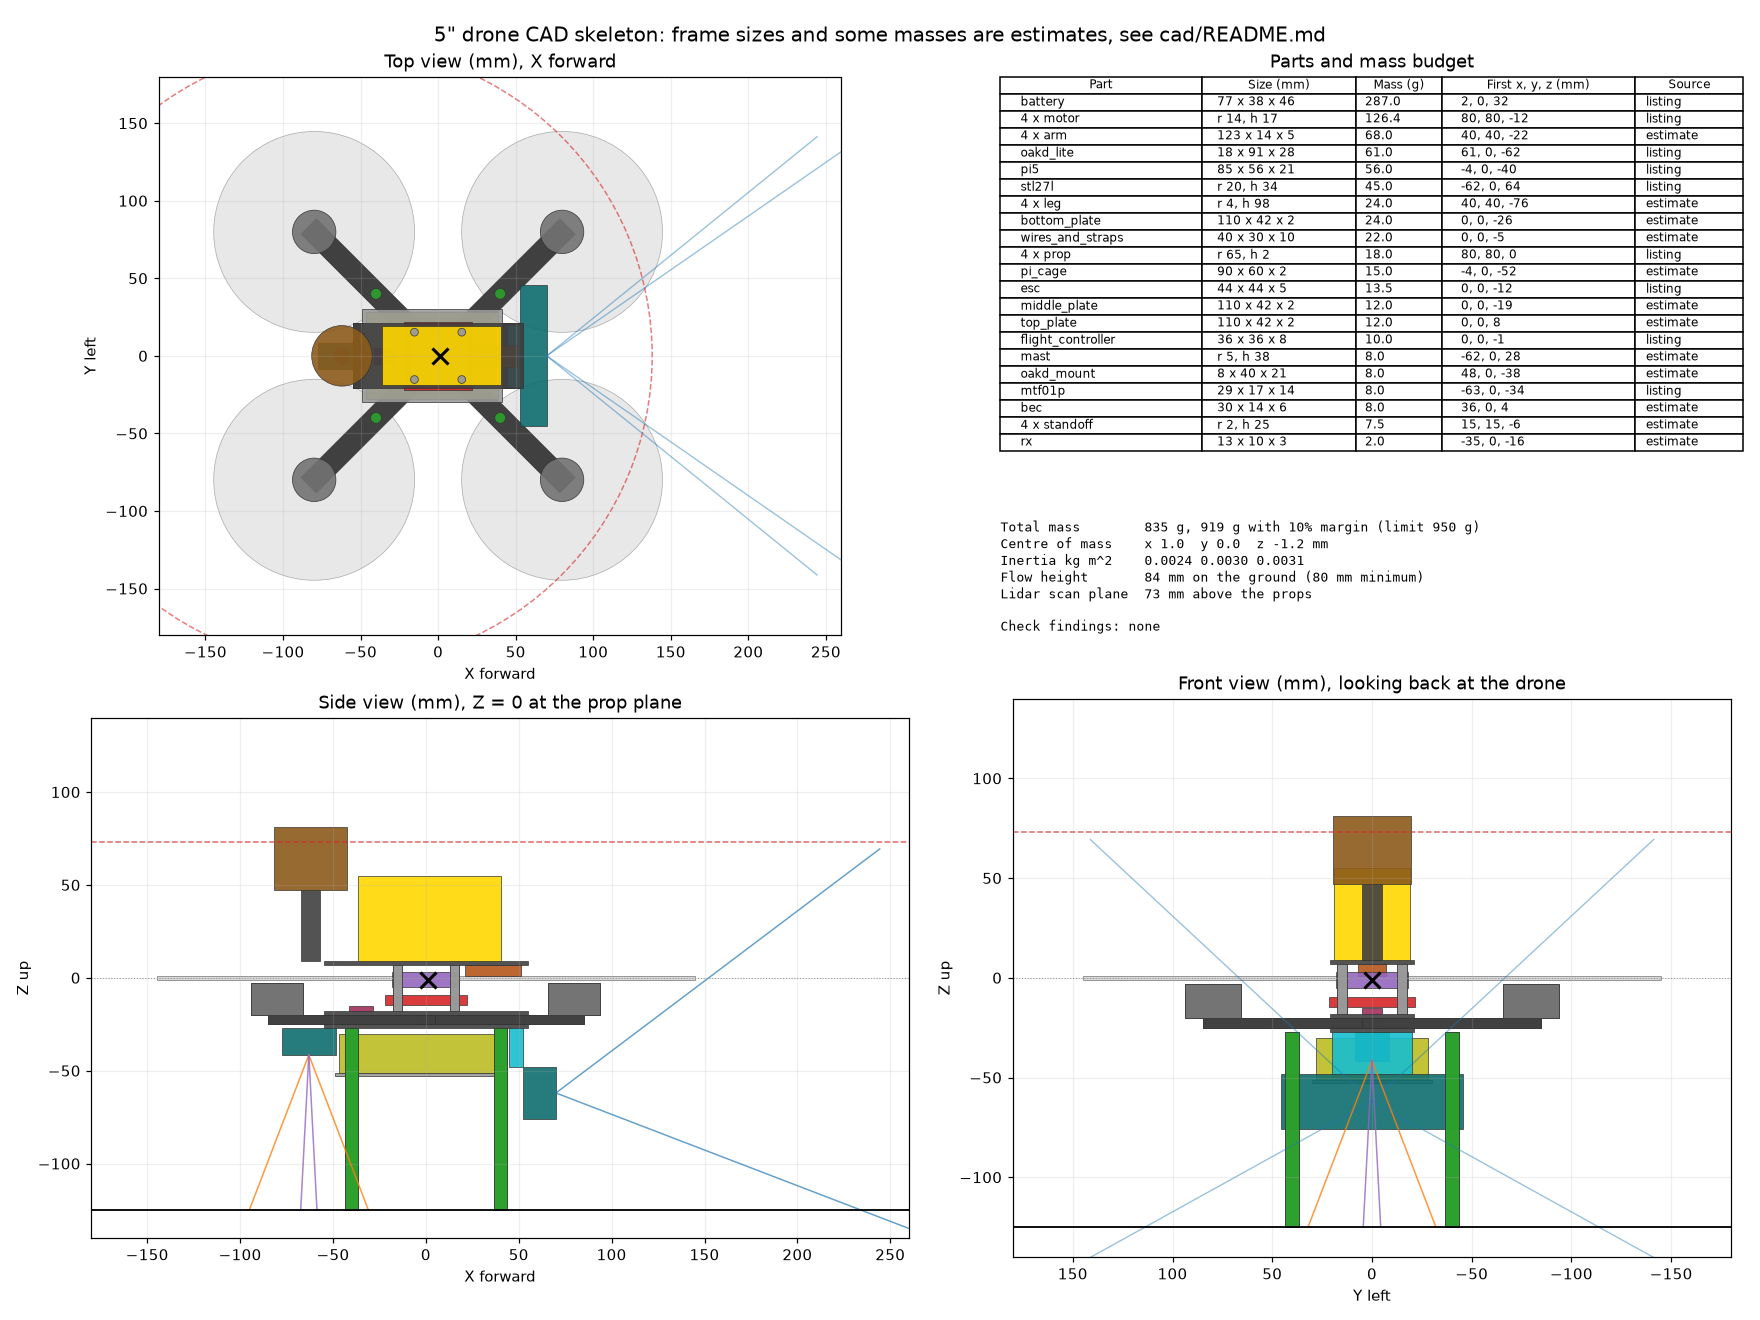 5" drone CAD skeleton: frame sizes and some masses are estimates, see cad/README.md
Top view (mm), X forward
150
100
50
0
−50
−100
−150
Y left
−150 −100 −50 0 50 100 150 200 250
X forward
Parts and mass budget
Part Size (mm) Mass (g) First x, y, z (mm) Source
battery 77 x 38 x 46 287.0 2, 0, 32 listing
4 x motor r 14, h 17 126.4 80, 80, -12 listing
4 x arm 123 x 14 x 5 68.0 40, 40, -22 estimate
oakd_lite 18 x 91 x 28 61.0 61, 0, -62 listing
pi5 85 x 56 x 21 56.0 -4, 0, -40 listing
stl27l r 20, h 34 45.0 -62, 0, 64 listing
4 x leg r 4, h 98 24.0 40, 40, -76 estimate
bottom_plate 110 x 42 x 2 24.0 0, 0, -26 estimate
wires_and_straps 40 x 30 x 10 22.0 0, 0, -5 estimate
4 x prop r 65, h 2 18.0 80, 80, 0 listing
pi_cage 90 x 60 x 2 15.0 -4, 0, -52 estimate
esc 44 x 44 x 5 13.5 0, 0, -12 listing
middle_plate 110 x 42 x 2 12.0 0, 0, -19 estimate
top_plate 110 x 42 x 2 12.0 0, 0, 8 estimate
flight_controller 36 x 36 x 8 10.0 0, 0, -1 listing
mast r 5, h 38 8.0 -62, 0, 28 estimate
oakd_mount 8 x 40 x 21 8.0 48, 0, -38 estimate
mtf01p 29 x 17 x 14 8.0 -63, 0, -34 listing
bec 30 x 14 x 6 8.0 36, 0, 4 estimate
4 x standoff r 2, h 25 7.5 15, 15, -6 estimate
rx 13 x 10 x 3 2.0 -35, 0, -16 estimate
Total mass 835 g, 919 g with 10% margin (limit 950 g)
Centre of mass x 1.0 y 0.0 z -1.2 mm
Inertia kg m^2 0.0024 0.0030 0.0031
Flow height 84 mm on the ground (80 mm minimum)
Lidar scan plane 73 mm above the props
Check findings: none
Side view (mm), Z = 0 at the prop plane
100
50
0
−50
−100
Z up
−150 −100 −50 0 50 100 150 200 250
X forward
Front view (mm), looking back at the drone
100
50
0
−50
−100
Z up
150 100 50 0 −50 −100 −150
Y left